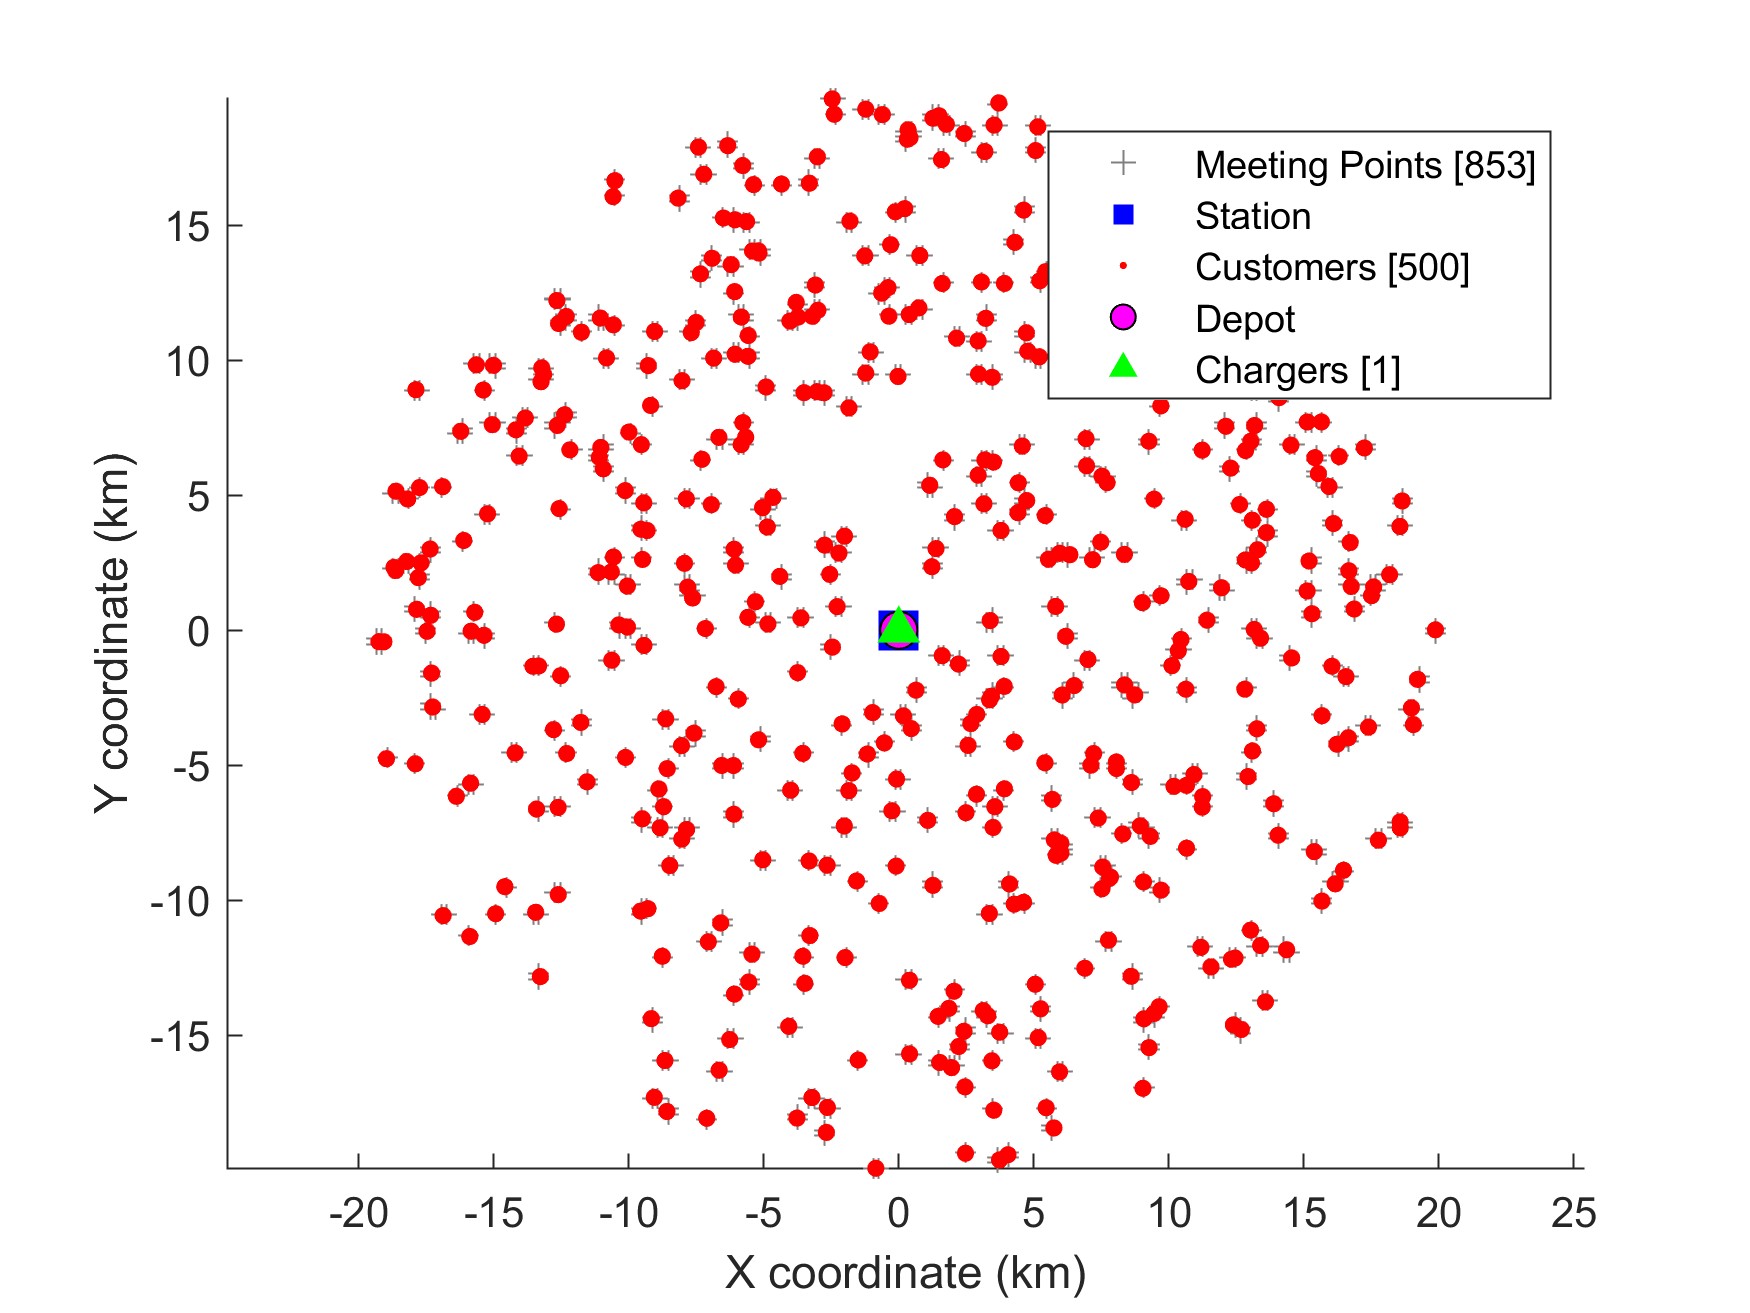 Meeting Points [853]
Station
Customers [500]
Depot
Chargers [1]
15
10
5
0
-5
-10
-15
Y coordinate (km)
-20 -15 -10 -5 0 5 10 15 20 25
X coordinate (km)